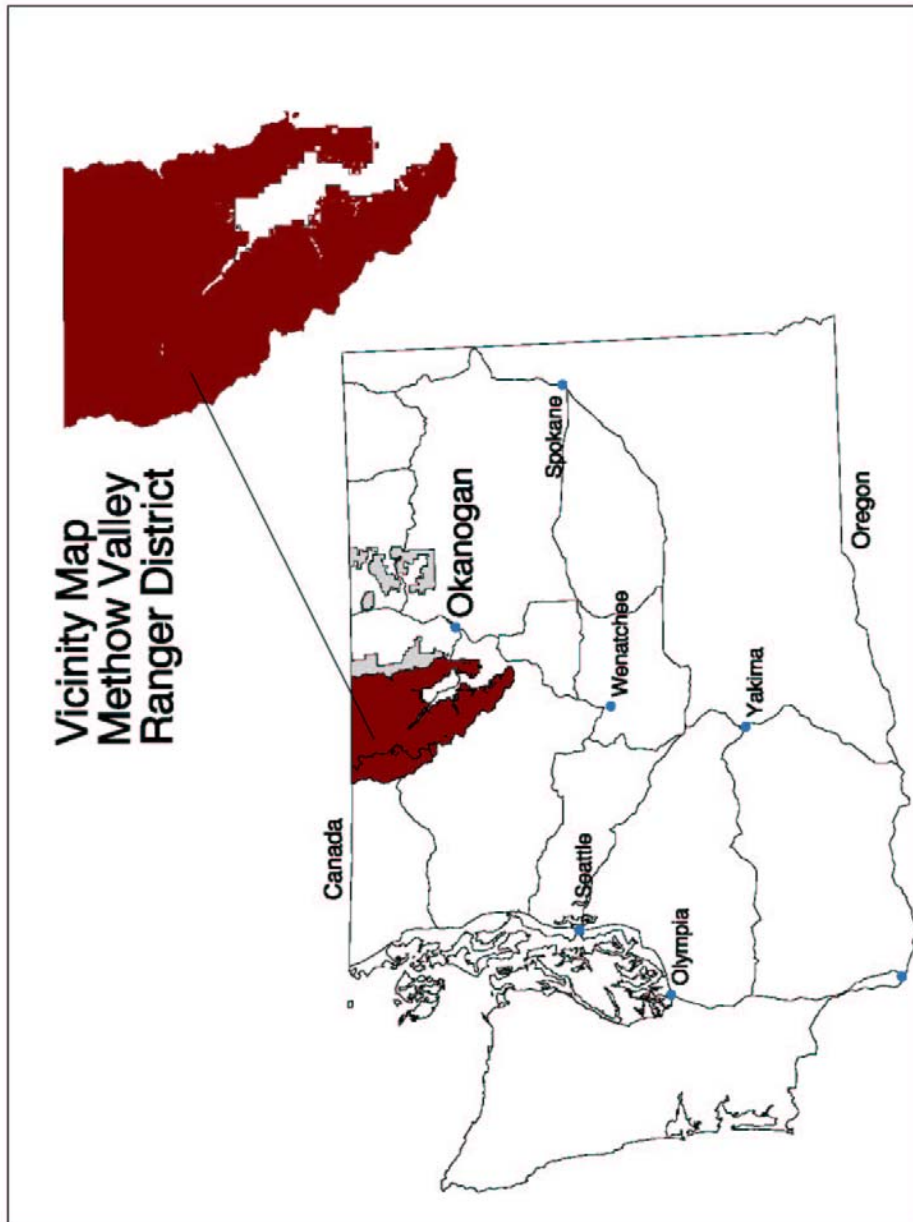 Vicinity Map
Methow Valley
Ranger District
Canada
Okanogan
Spokane
Seattle
Wenatchee
Olympia
Yakima
Oregon